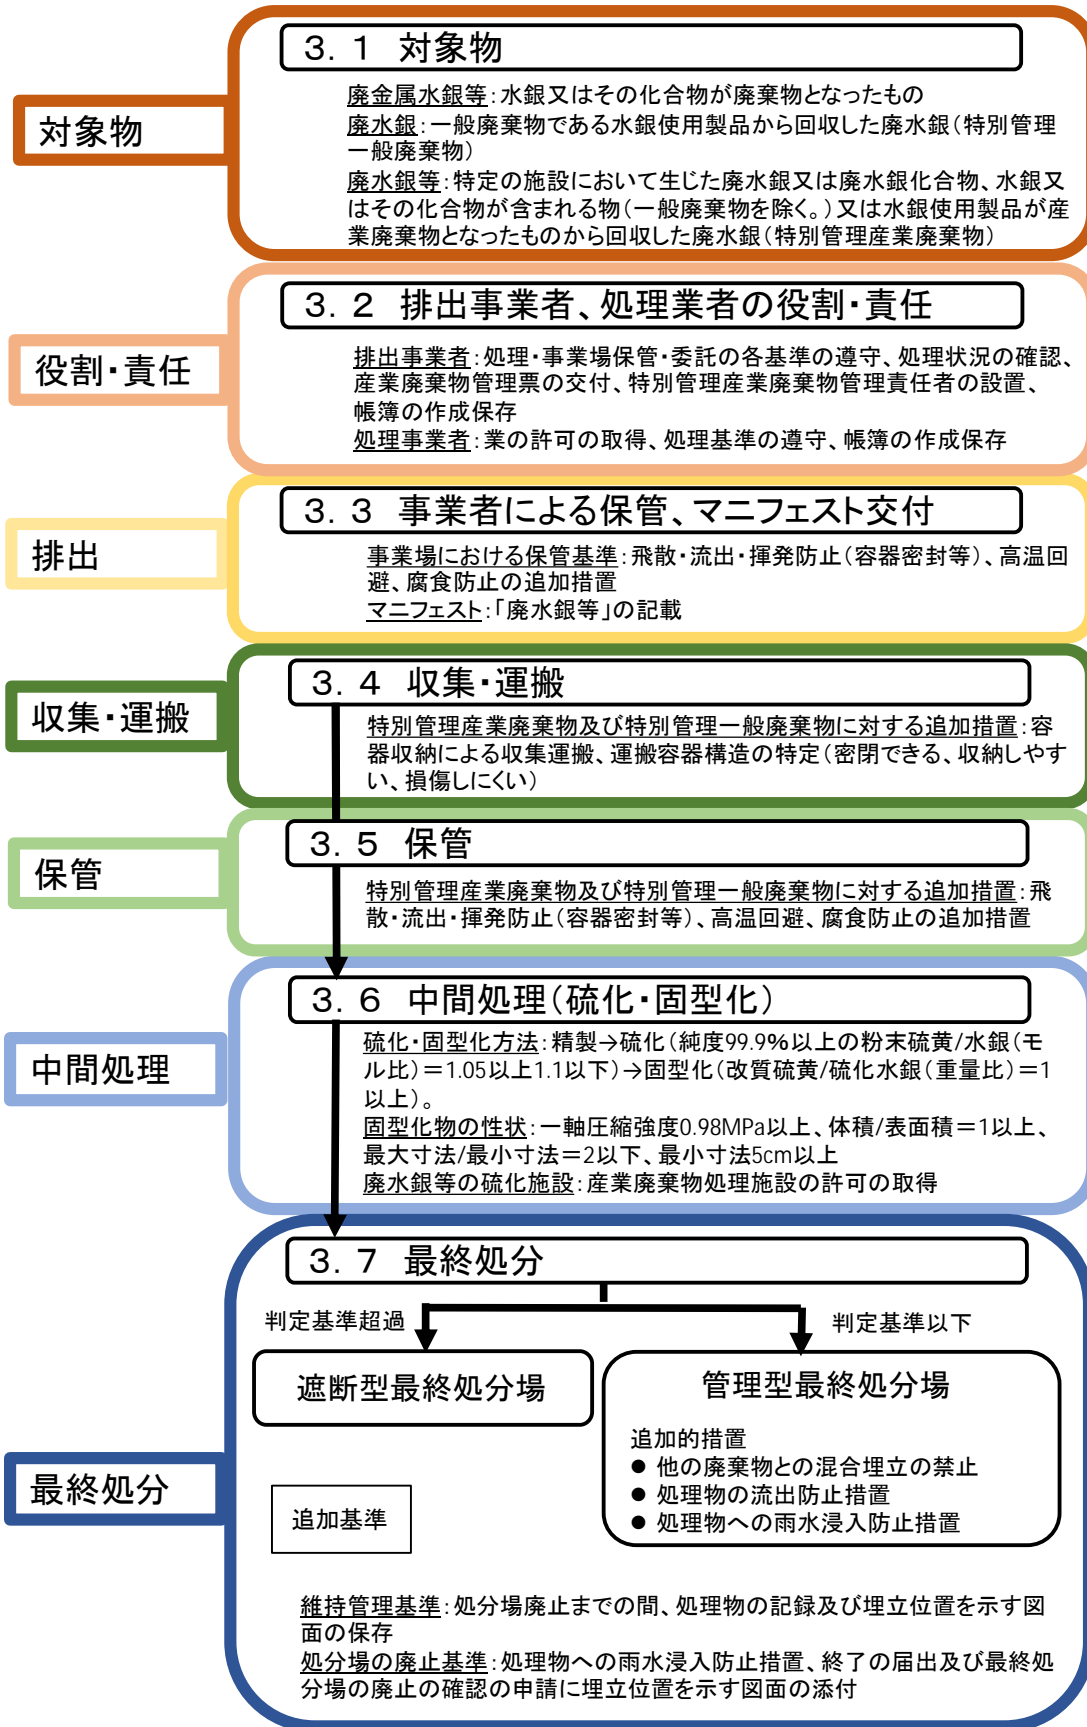 対象物
３．１　対象物
廃金属水銀等：水銀又はその化合物が廃棄物となったもの
廃水銀：一般廃棄物である水銀使用製品から回収した廃水銀（特別管理
一般廃棄物）
廃水銀等：特定の施設において生じた廃水銀又は廃水銀化合物、水銀又
はその化合物が含まれる物（一般廃棄物を除く。）又は水銀使用製品が産
業廃棄物となったものから回収した廃水銀（特別管理産業廃棄物）
役割・責任
３．２　排出事業者、処理業者の役割・責任
排出事業者：処理・事業場保管・委託の各基準の遵守、処理状況の確認、
産業廃棄物管理票の交付、特別管理産業廃棄物管理責任者の設置、
帳簿の作成保存
処理事業者：業の許可の取得、処理基準の遵守、帳簿の作成保存
排出
３．３　事業者による保管、マニフェスト交付
事業場における保管基準：飛散・流出・揮発防止（容器密封等）、高温回
避、腐食防止の追加措置
マニフェスト：「廃水銀等」の記載
収集・運搬
３．４　収集・運搬
特別管理産業廃棄物及び特別管理一般廃棄物に対する追加措置：容
器収納による収集運搬、運搬容器構造の特定（密閉できる、収納しやす
い、損傷しにくい）
保管
３．５　保管
特別管理産業廃棄物及び特別管理一般廃棄物に対する追加措置：飛
散・流出・揮発防止（容器密封等）、高温回避、腐食防止の追加措置
中間処理
３．６　中間処理（硫化・固型化）
硫化・固型化方法：精製→硫化（純度99.9%以上の粉末硫黄/水銀（モ
ル比）＝1.05以上1.1以下）→固型化（改質硫黄/硫化水銀（重量比）＝1
以上）。
固型化物の性状：一軸圧縮強度0.98MPa以上、体積/表面積＝1以上、
最大寸法/最小寸法＝2以下、最小寸法5cm以上
廃水銀等の硫化施設：産業廃棄物処理施設の許可の取得
最終処分
３．７　最終処分
判定基準超過
判定基準以下
遮断型最終処分場
管理型最終処分場
追加的措置
● 他の廃棄物との混合埋立の禁止
● 処理物の流出防止措置
● 処理物への雨水浸入防止措置
追加基準
維持管理基準：処分場廃止までの間、処理物の記録及び埋立位置を示す図
面の保存
処分場の廃止基準：処理物への雨水浸入防止措置、終了の届出及び最終処
分場の廃止の確認の申請に埋立位置を示す図面の添付